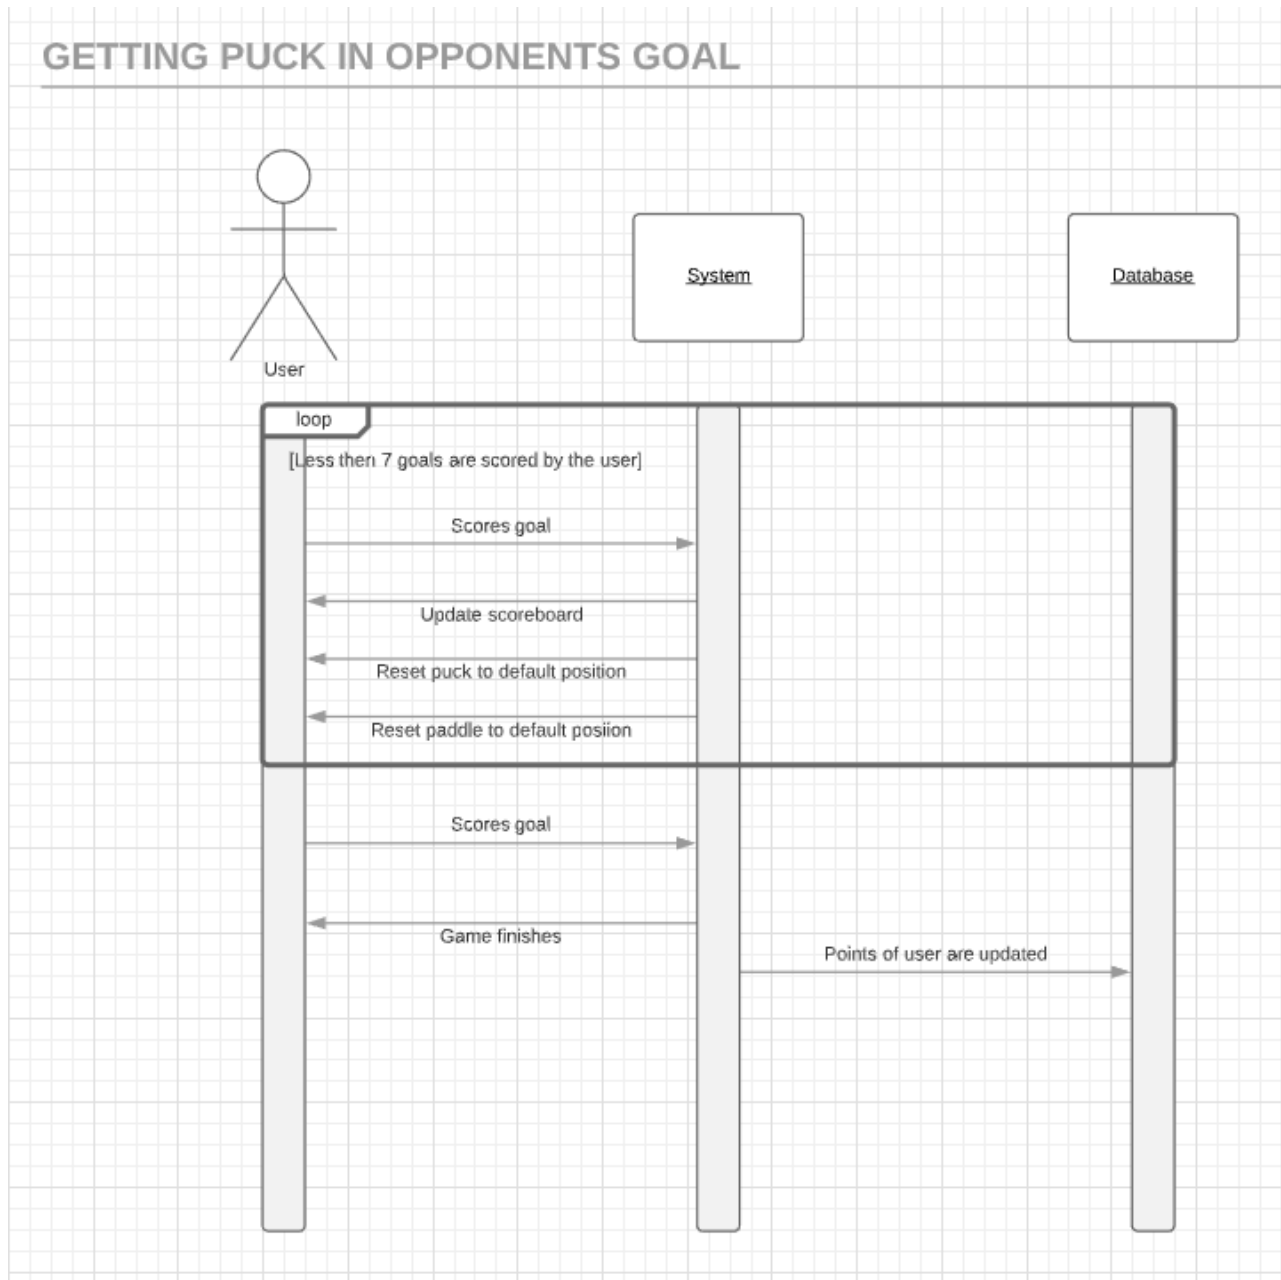 GETTING PUCK IN OPPONENTS GOAL
System
Database
User
loop
[Less then 7 goals are scored by the user]
Scores goal
Update scoreboard
Reset puck to default position
Reset paddle to default posiion
Scores goal
Game finishes
Points of user are updated